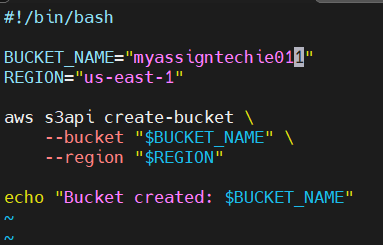 #!/bin/bash
BUCKET_NAME="myassigntechie011"
REGION="us-east-1"
aws s3api create-bucket \
    --bucket "$BUCKET_NAME" \
    --region "$REGION"
echo "Bucket created: $BUCKET_NAME"
~
~